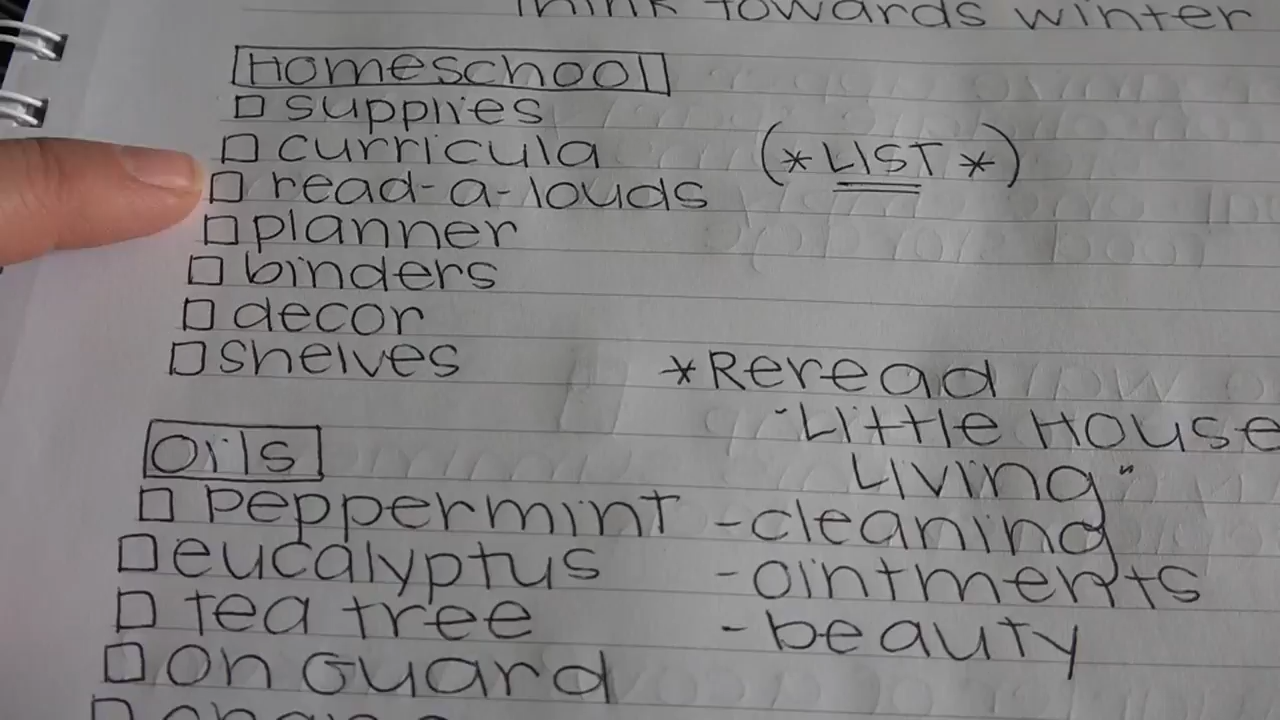 Think towards winter
Homeschool
supplies
curricula (*LIST*)
read-a-louds
planner
binders
decor
shelves
*Reread
"Little House
Living"
Oils
peppermint
-cleaning
eucalyptus
-ointments
tea tree
-beauty
on guard